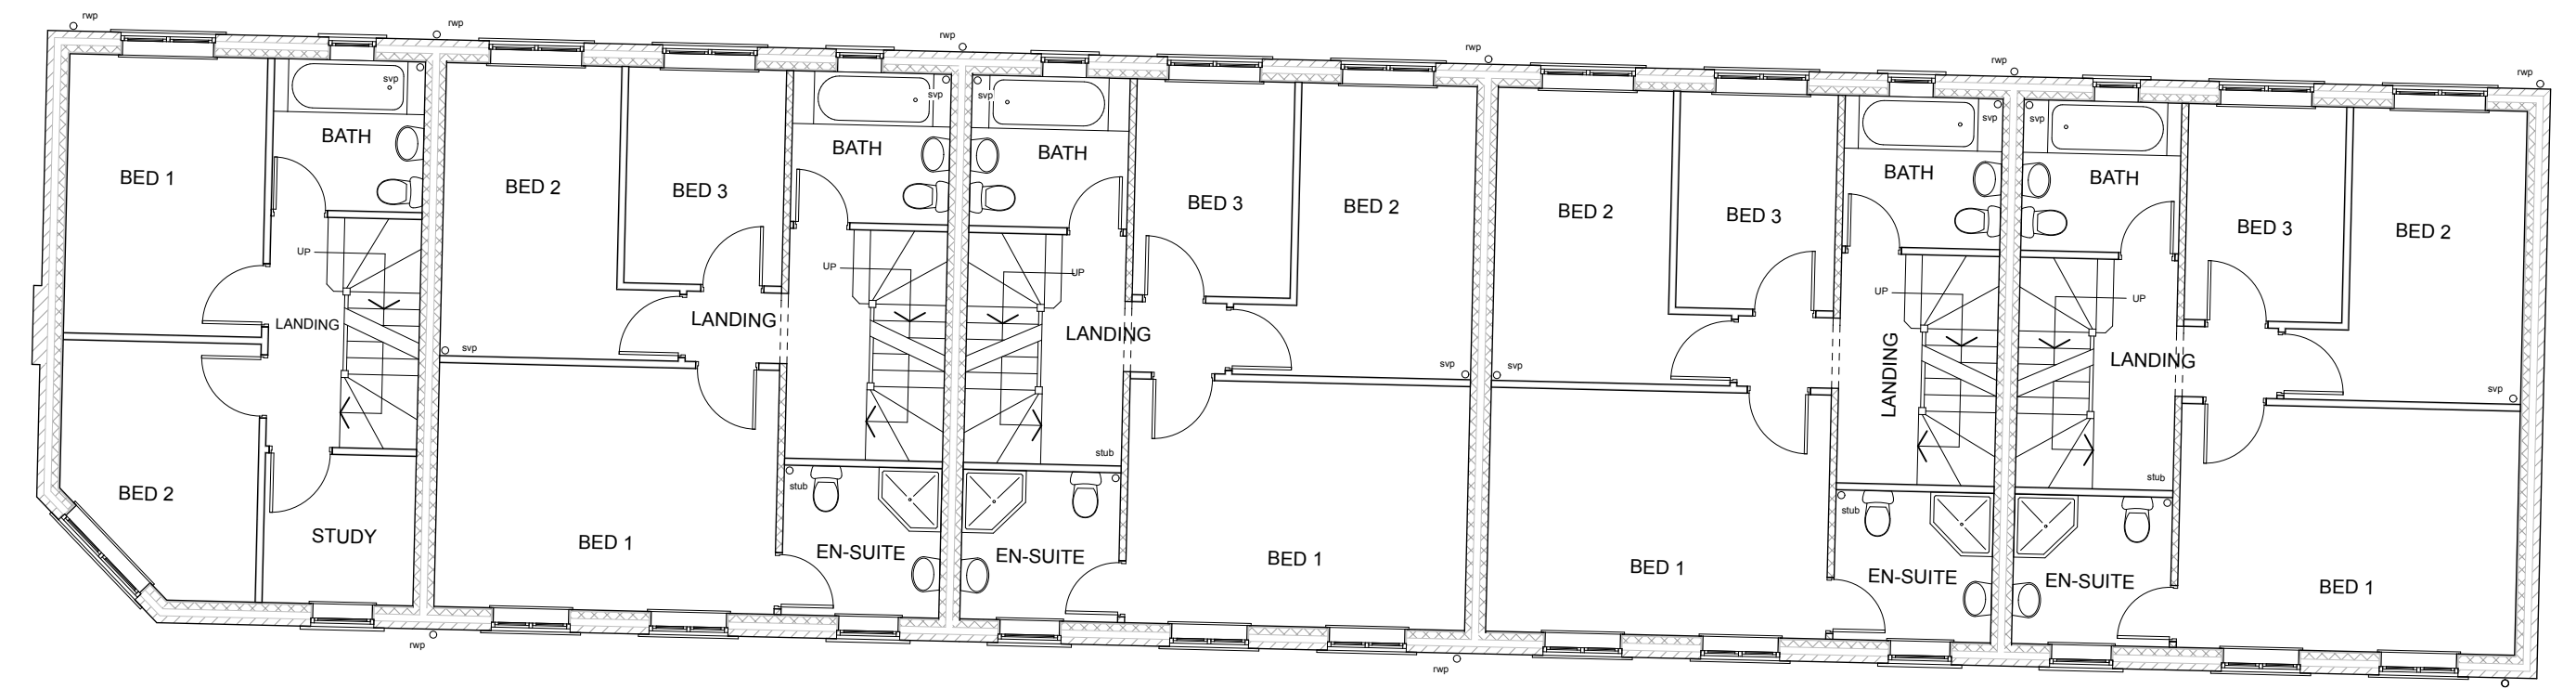 rwp
rwp
rwp
rwp
rwp
rwp
svp
BATH
BED 1
UP
LANDING
BED 2
STUDY
rwp
BED 2
BED 3
svp
BATH
UP
LANDING
svp
BED 1
stub
EN-SUITE
svp
BATH
BED 3
BED 2
UP
LANDING
svp
stub
EN-SUITE
BED 1
rwp
BED 2
BED 3
svp
BATH
UP
LANDING
svp
BED 1
stub
EN-SUITE
svp
BATH
BED 3
BED 2
UP
LANDING
svp
stub
EN-SUITE
BED 1